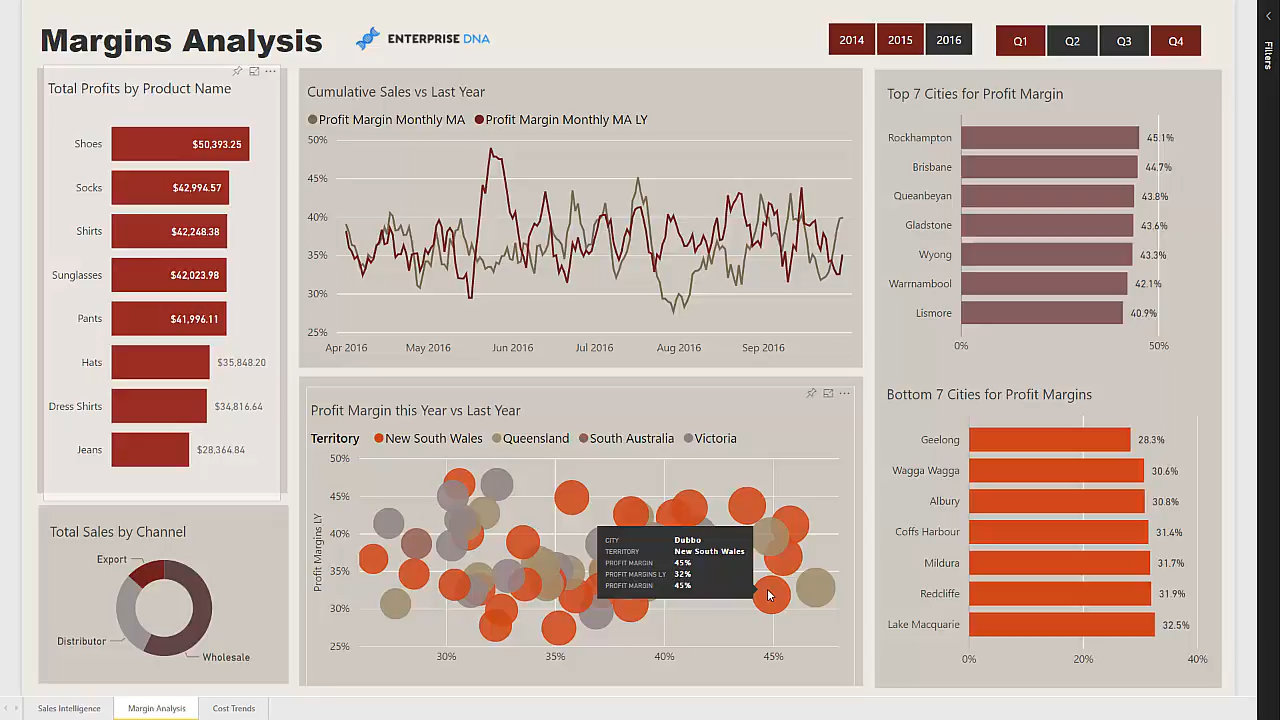 Margins Analysis
ENTERPRISE DNA
2014 2015 2016
Q1 Q2 Q3 Q4
Filters
Total Profits by Product Name
Shoes $50,393.25
Socks $42,994.57
Shirts $42,248.38
Sunglasses $42,023.98
Pants $41,996.11
Hats $35,848.20
Dress Shirts $34,816.64
Jeans $28,364.84
Total Sales by Channel
Export
Distributor
Wholesale
Cumulative Sales vs Last Year
Profit Margin Monthly MA Profit Margin Monthly MA LY
50%
45%
40%
35%
30%
25%
Apr 2016 May 2016 Jun 2016 Jul 2016 Aug 2016 Sep 2016
Profit Margin this Year vs Last Year
Territory New South Wales Queensland South Australia Victoria
Profit Margins LY
50%
45%
40%
35%
30%
25%
30% 35% 40% 45%
CITY Dubbo
TERRITORY New South Wales
PROFIT MARGIN 45%
PROFIT MARGINS LY 32%
PROFIT MARGIN 45%
Top 7 Cities for Profit Margin
Rockhampton 45.1%
Brisbane 44.7%
Queanbeyan 43.8%
Gladstone 43.6%
Wyong 43.3%
Warrnambool 42.1%
Lismore 40.9%
0% 50%
Bottom 7 Cities for Profit Margins
Geelong 28.3%
Wagga Wagga 30.6%
Albury 30.8%
Coffs Harbour 31.4%
Mildura 31.7%
Redcliffe 31.9%
Lake Macquarie 32.5%
0% 20% 40%
Sales Intelligence Margin Analysis Cost Trends